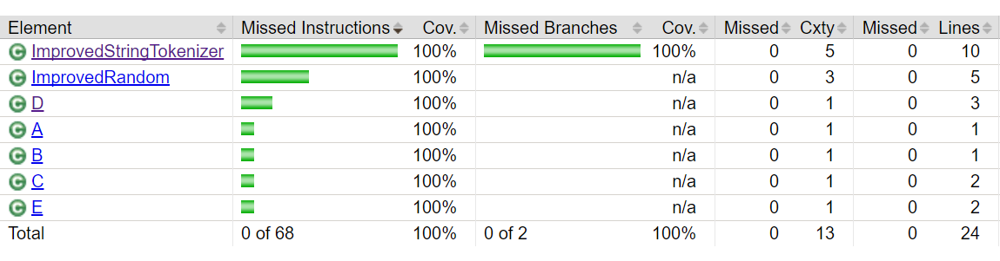 Element Missed Instructions Cov. Missed Branches Cov. Missed Cxty Missed Lines
C ImprovedStringTokenizer 100% 100% 0 5 0 10
C ImprovedRandom 100% n/a 0 3 0 5
C D 100% n/a 0 1 0 3
C A 100% n/a 0 1 0 1
C B 100% n/a 0 1 0 1
C C 100% n/a 0 1 0 2
C E 100% n/a 0 1 0 2
Total 0 of 68 100% 0 of 2 100% 0 13 0 24